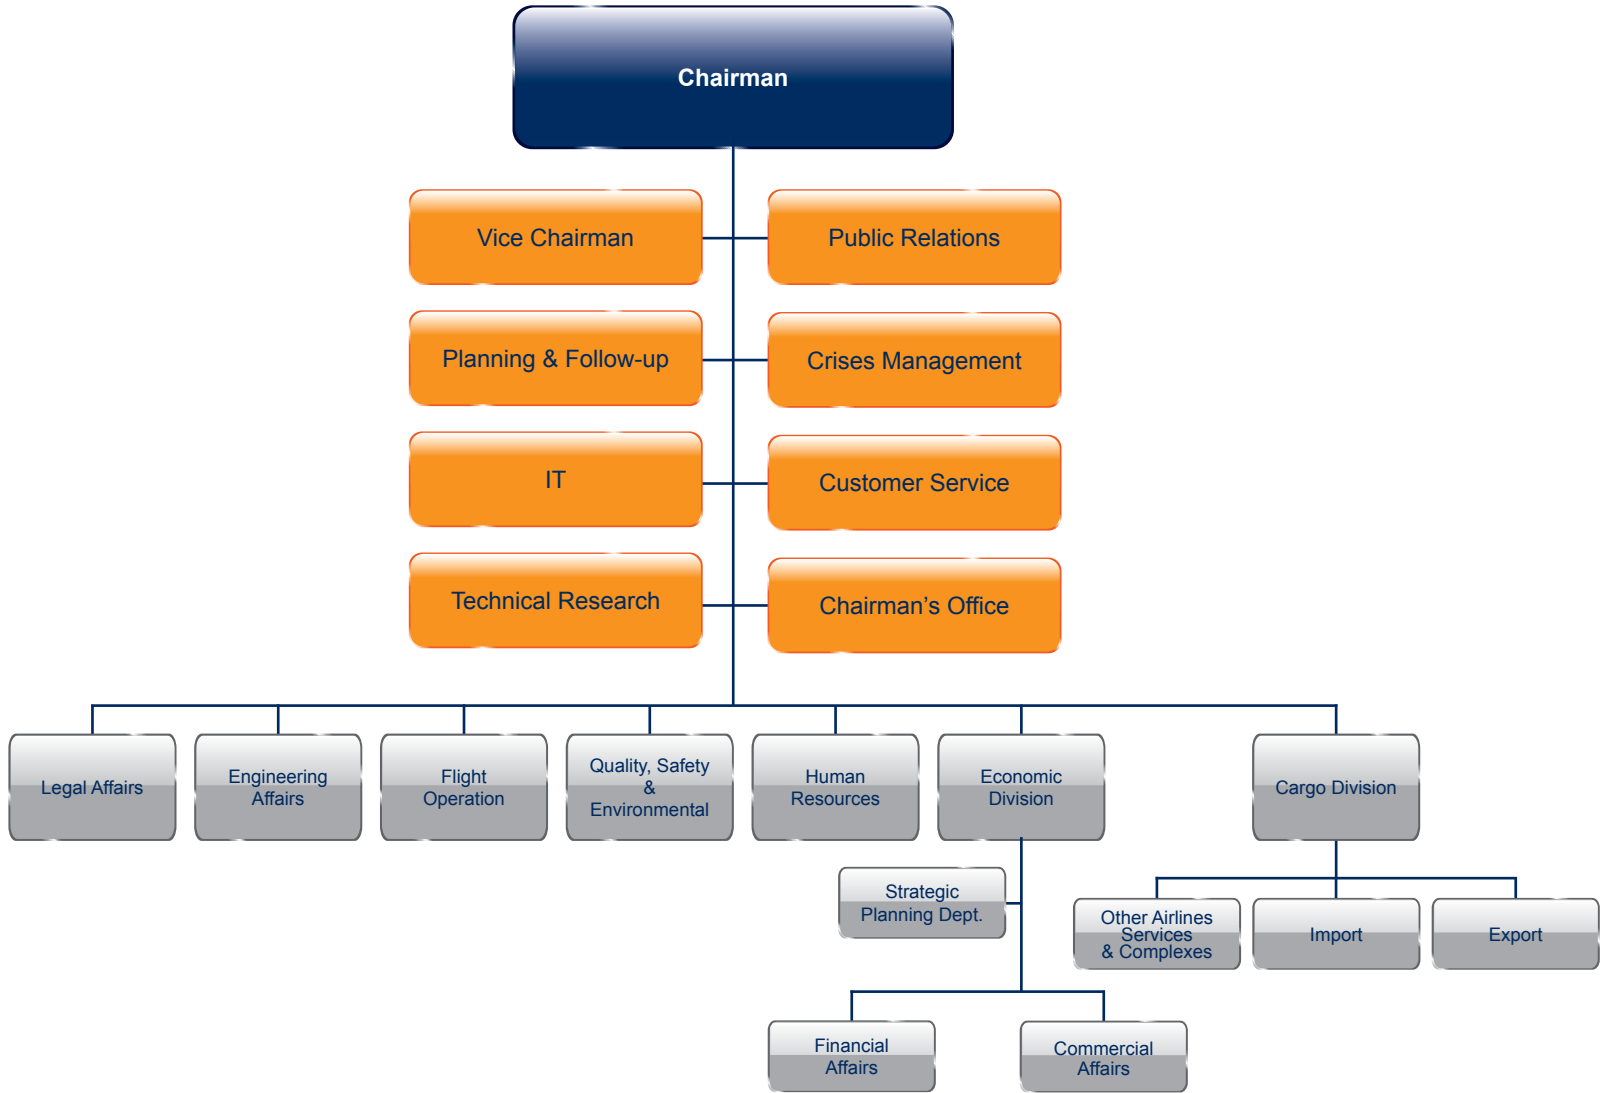 Chairman
Vice Chairman
Public Relations
Planning & Follow-up
Crises Management
IT
Customer Service
Technical Research
Chairman’s Office
Legal Affairs
Engineering
Affairs
Flight
Operation
Quality, Safety
&
Environmental
Human
Resources
Economic
Division
Cargo Division
Strategic
Planning Dept.
Other Airlines
Services
& Complexes
Import
Export
Financial
Affairs
Commercial
Affairs